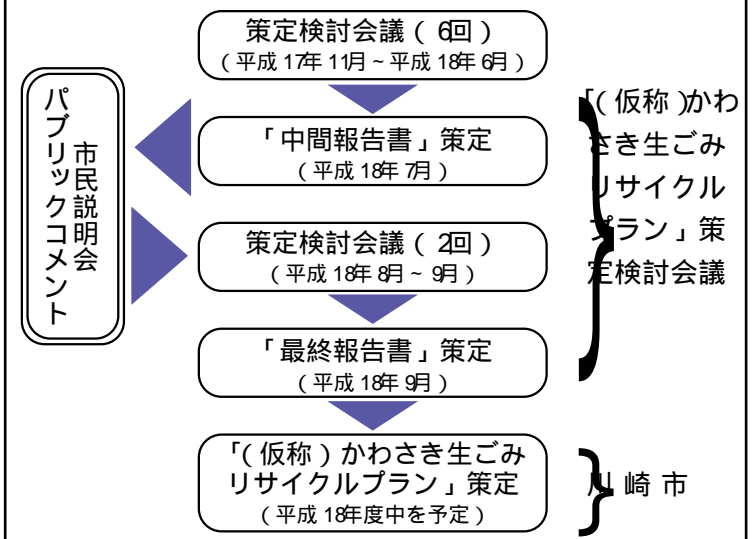 策定検討会議（6回）
（平成17年11月～平成18年6月）
「中間報告書」策定
（平成18年7月）
市民説明会
パブリックコメント
策定検討会議（2回）
（平成18年8月～9月）
「最終報告書」策定
（平成18年9月）
「（仮称）かわさき生ごみ
リサイクルプラン」策定
（平成18年度中を予定）
「（仮称）かわ
さき生ごみ
リサイクル
プラン」策
定検討会議
川崎市